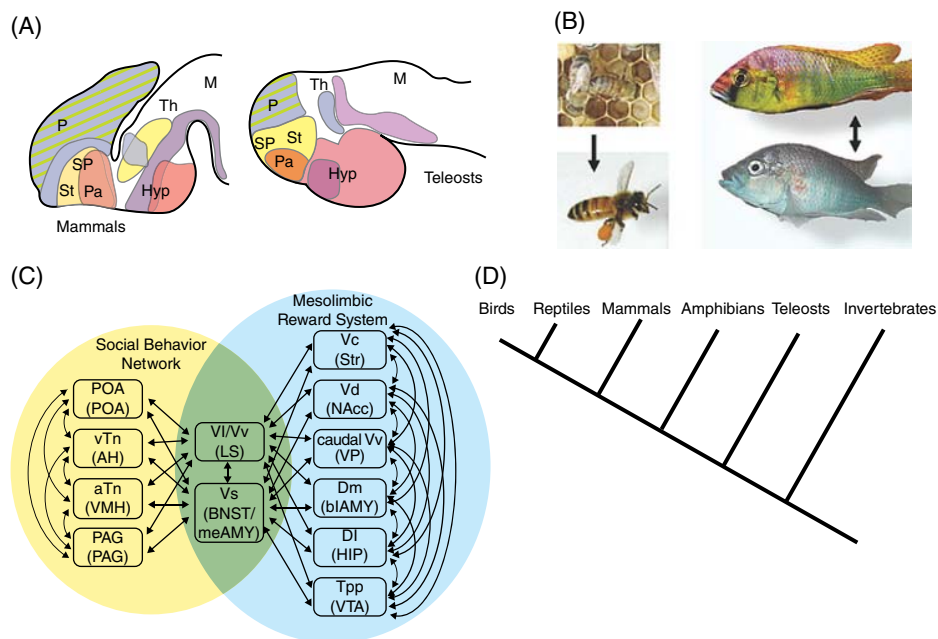 (A)
P
SP
St
Pa
Th
M
Hyp
Mammals
P
SP
St
Pa
Th
M
Hyp
Teleosts
(B)
(C)
Social Behavior
Network
Mesolimbic
Reward System
POA
(POA)
vTn
(AH)
aTn
(VMH)
PAG
(PAG)
Vl/Vv
(LS)
Vs
(BNST/
meAMY)
Vc
(Str)
Vd
(NAcc)
caudal Vv
(VP)
Dm
(blAMY)
Dl
(HIP)
Tpp
(VTA)
(D)
Birds Reptiles Mammals Amphibians Teleosts Invertebrates